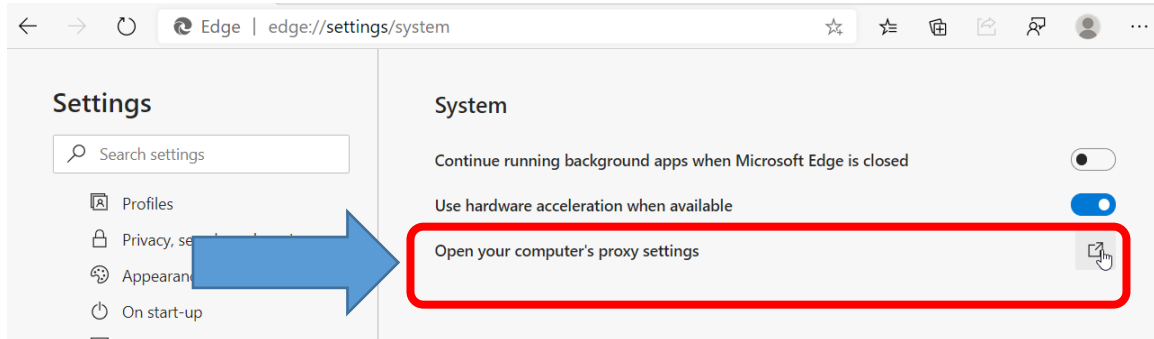 Edge | edge://settings/system
Settings
Search settings
Profiles
Privacy, se
Appearan
On start-up
System
Continue running background apps when Microsoft Edge is closed
Use hardware acceleration when available
Open your computer's proxy settings